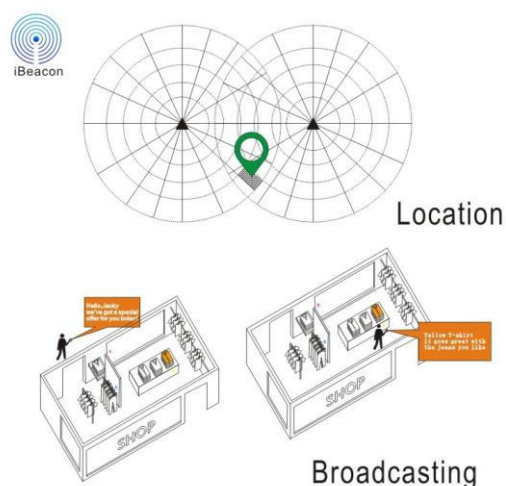 iBeacon
Location
Hello, Jacky
we've got a special
offer for you today!
Yellow T-shirt
It goes great with
the jeans you like
SHOP
SHOP
Broadcasting